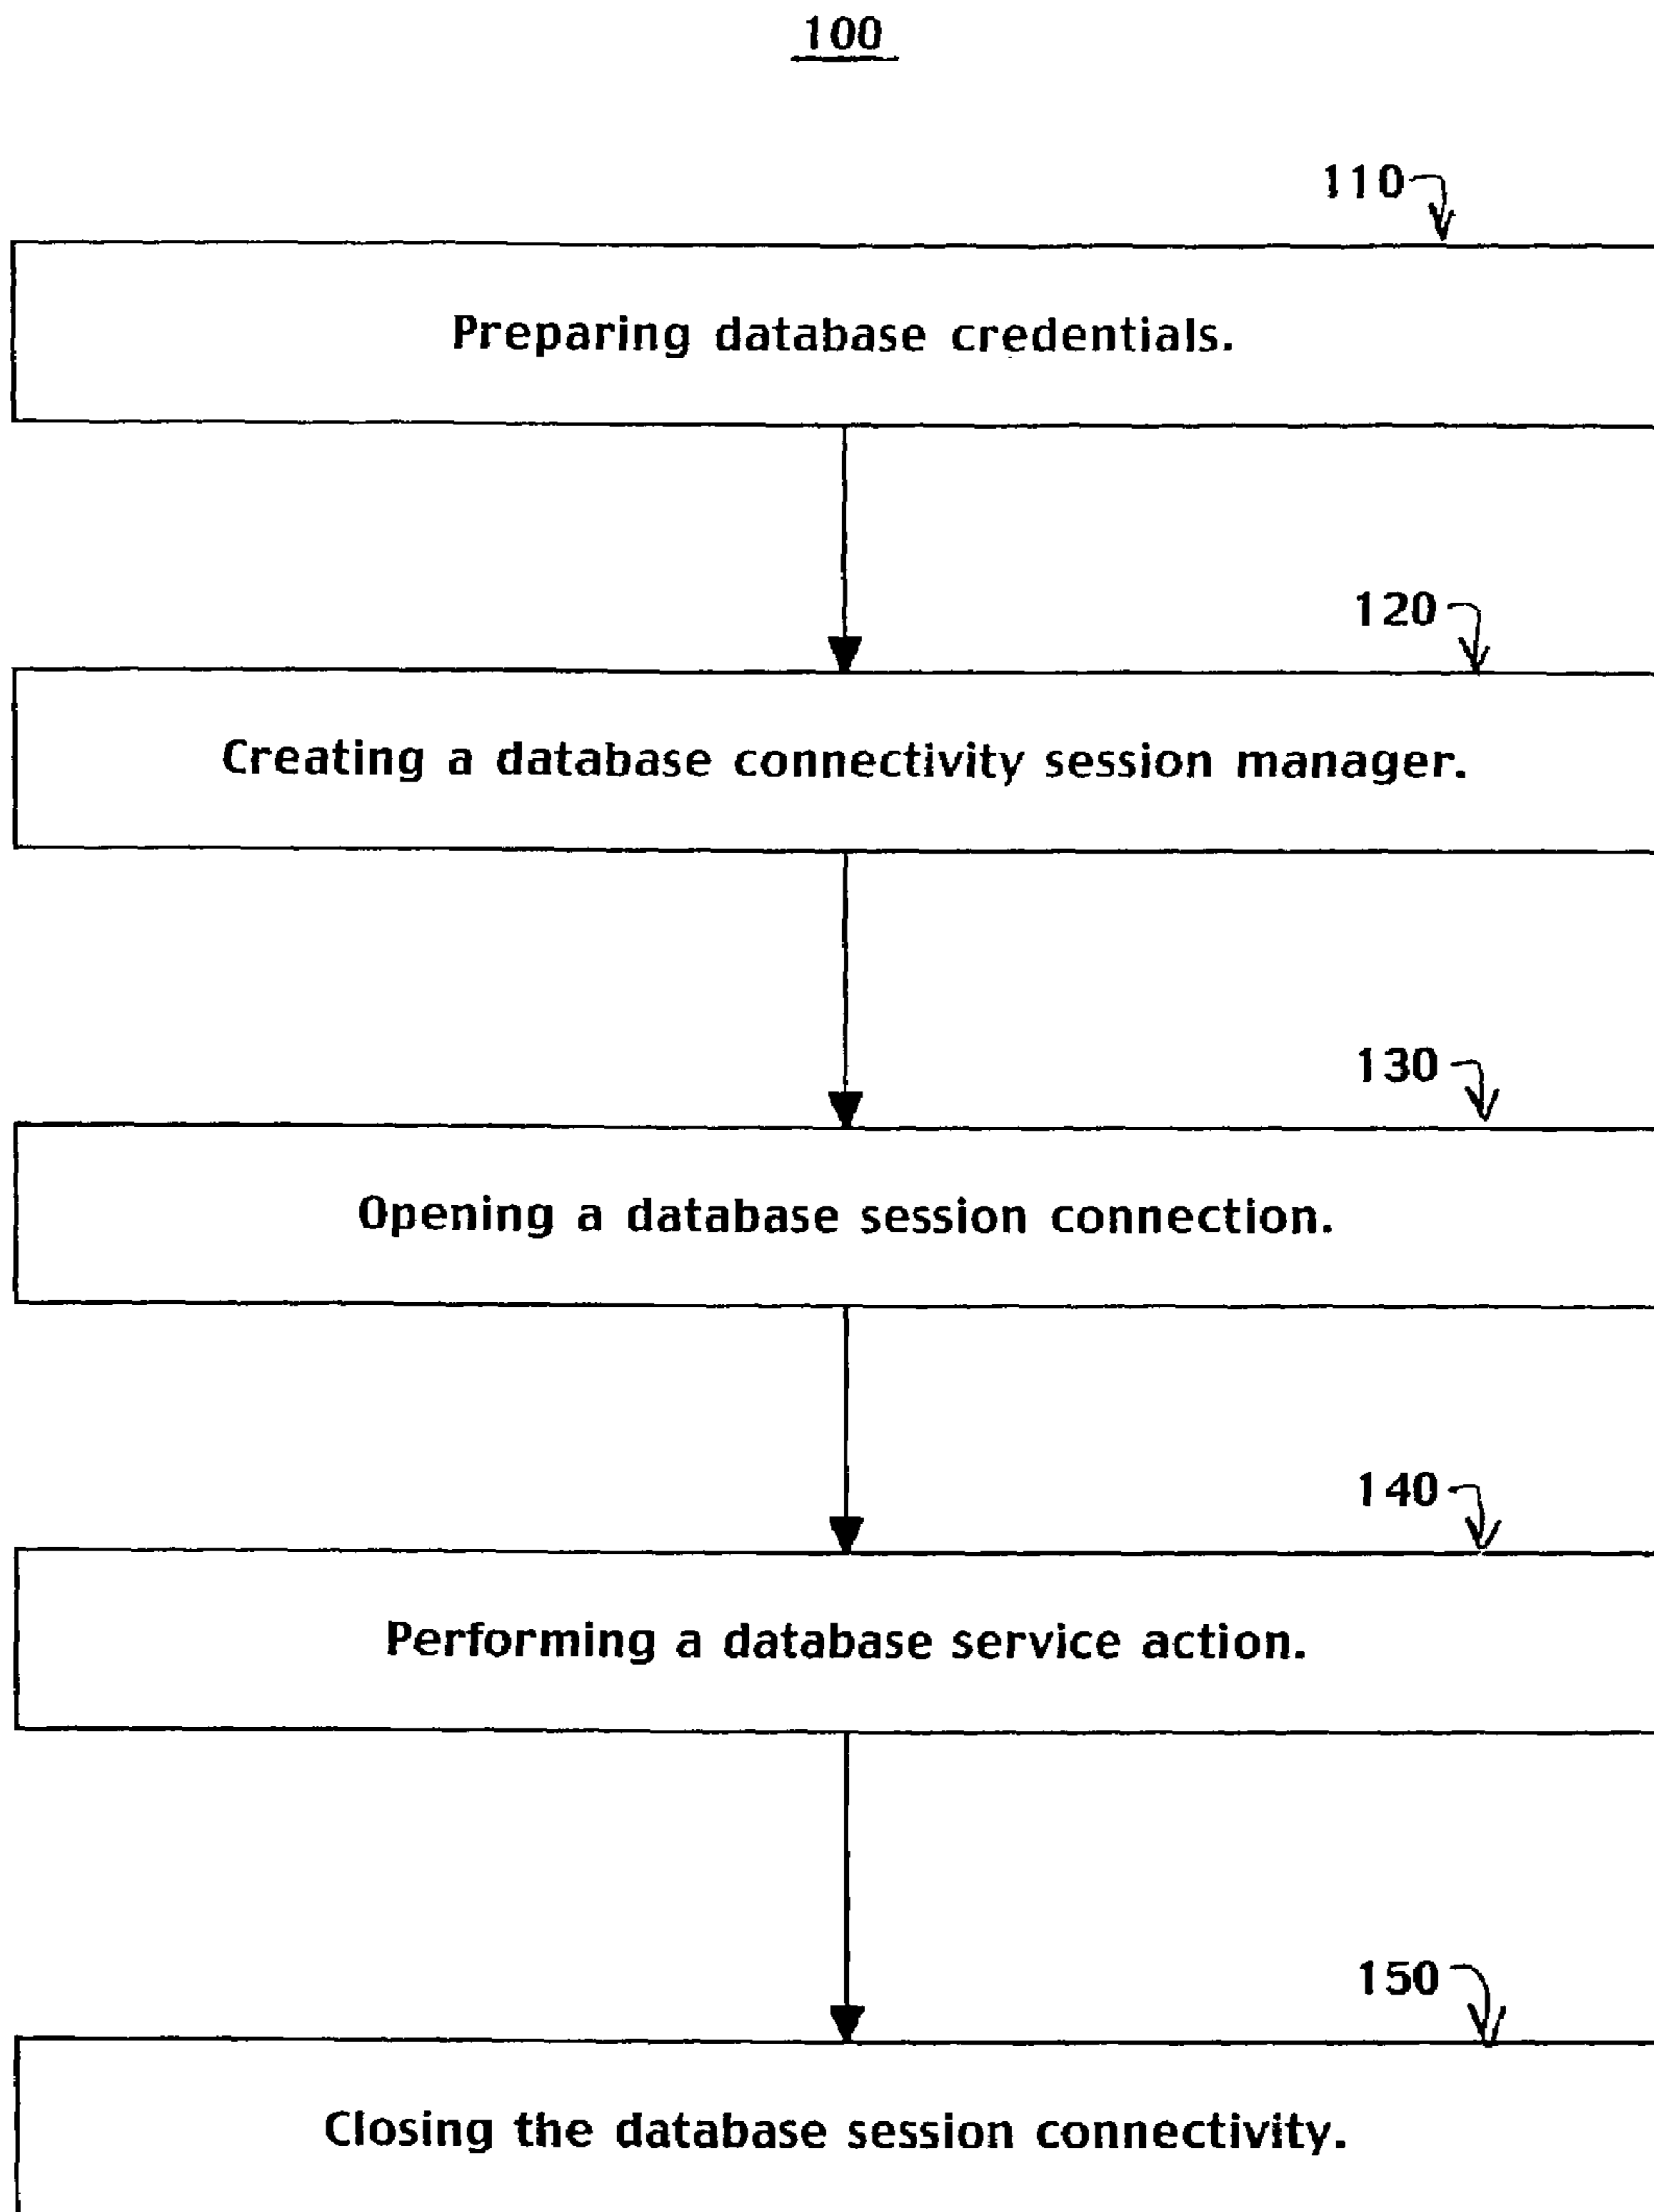 100
110
Preparing database credentials.
120
Creating a database connectivity session manager.
130
Opening a database session connection.
140
Performing a database service action.
150
Closing the database session connectivity.